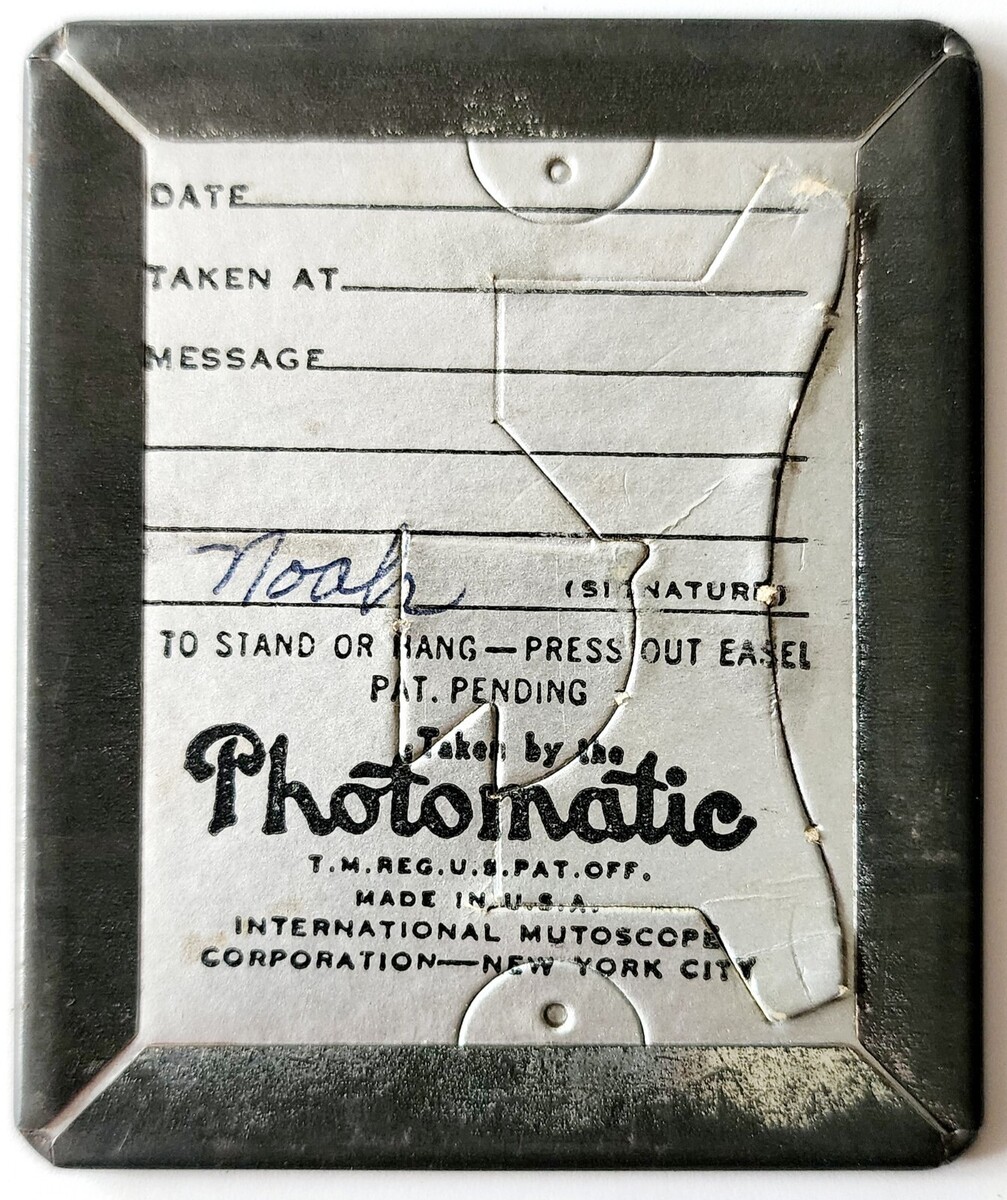 DATE
TAKEN AT
MESSAGE
Noah
(SIGNATURE)
TO STAND OR HANG—PRESS OUT EASEL
PAT. PENDING
Taken by the
Photomatic
T.M.REG.U.S.PAT.OFF.
MADE IN U.S.A.
INTERNATIONAL MUTOSCOPE
CORPORATION—NEW YORK CITY